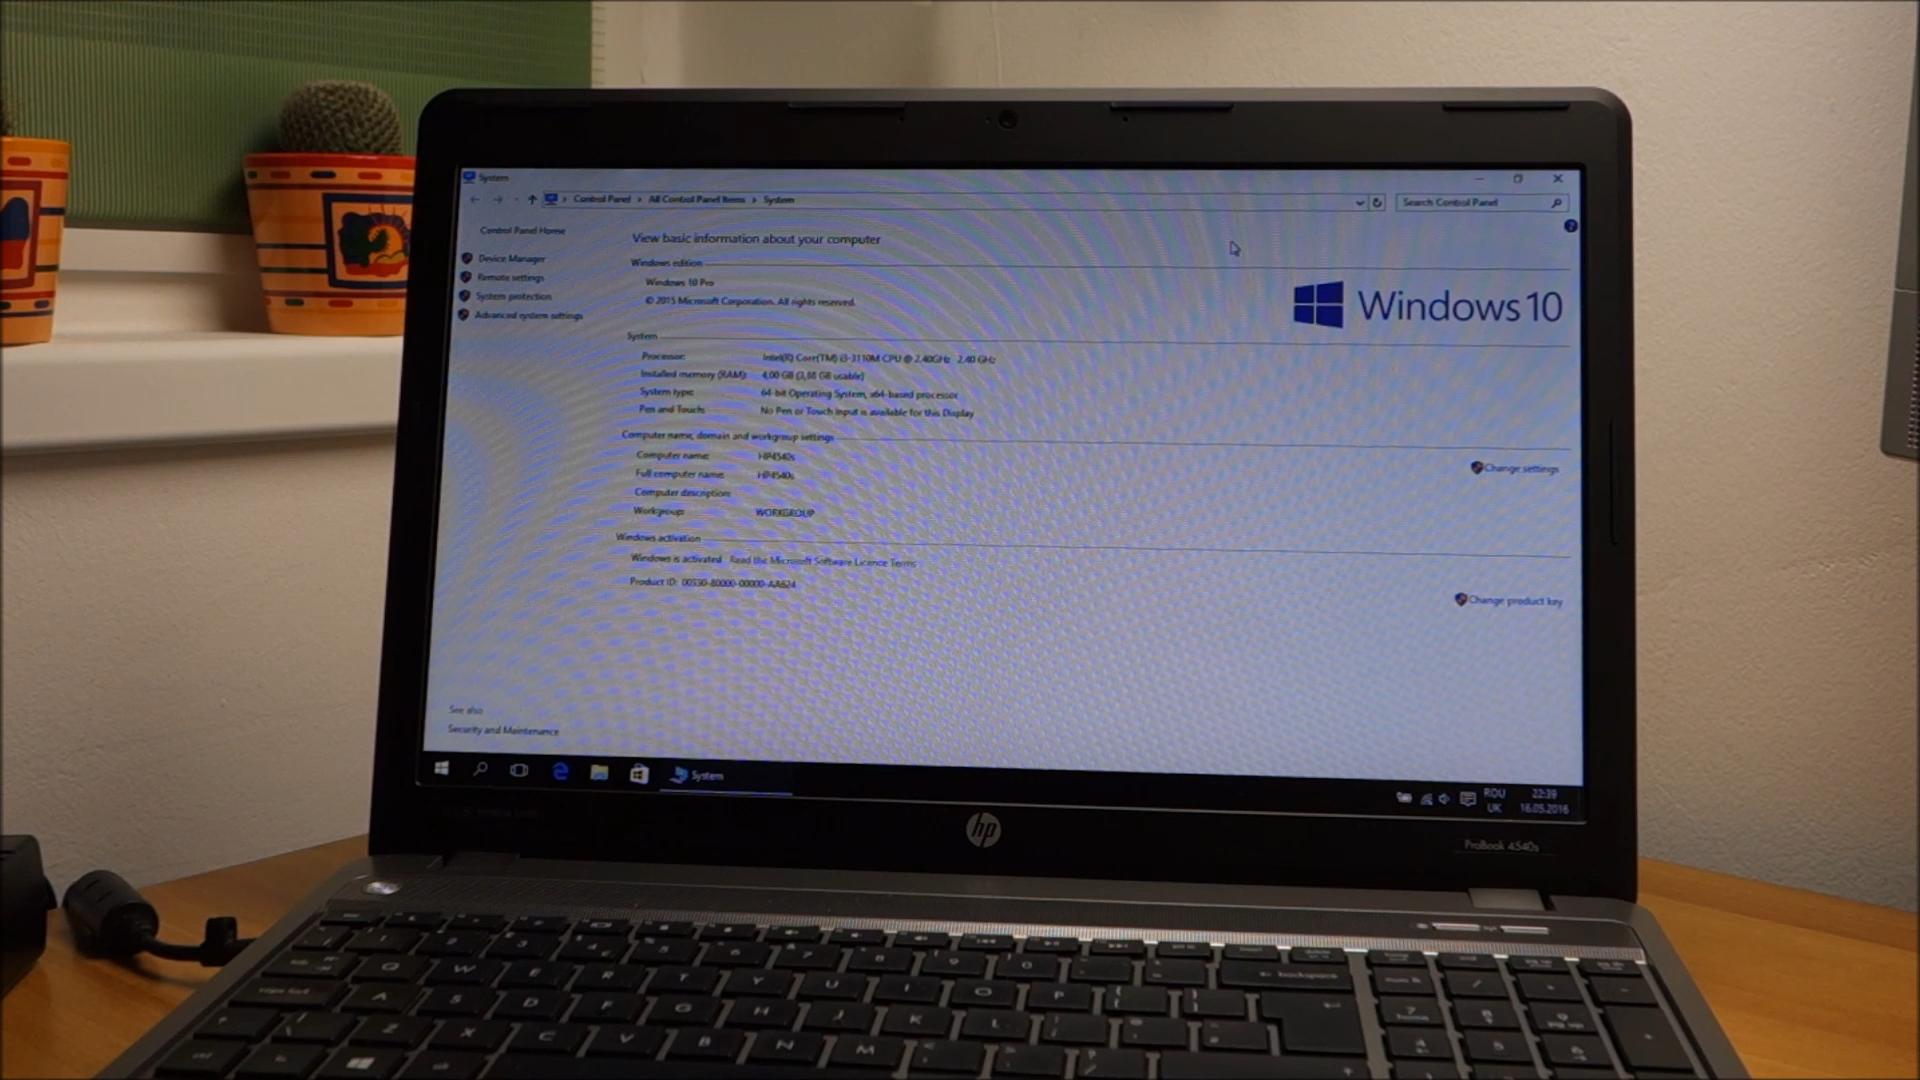 System
Control Panel > All Control Panel Items > System
Search Control Panel
Control Panel Home
Device Manager
Remote settings
System protection
Advanced system settings
View basic information about your computer
Windows edition
Windows 10 Pro
© 2015 Microsoft Corporation. All rights reserved.
Windows 10
System
Processor: Intel(R) Core(TM) i3-3110M CPU @ 2.40GHz 2.40 GHz
Installed memory (RAM): 4,00 GB (3,88 GB usable)
System type: 64-bit Operating System, x64-based processor
Pen and Touch: No Pen or Touch Input is available for this Display
Computer name, domain and workgroup settings
Computer name: HP4540s
Change settings
Full computer name: HP4540s
Computer description:
Workgroup: WORKGROUP
Windows activation
Windows is activated Read the Microsoft Software Licence Terms
Product ID: 00330-80000-00000-AA624
Change product key
See also
Security and Maintenance
System
ROU
UK
22:39
16.05.2016
hp
ProBook 4540s
backspace
Q W E R T Y U I O P
A S D F G H J K L
Z X C V B N M